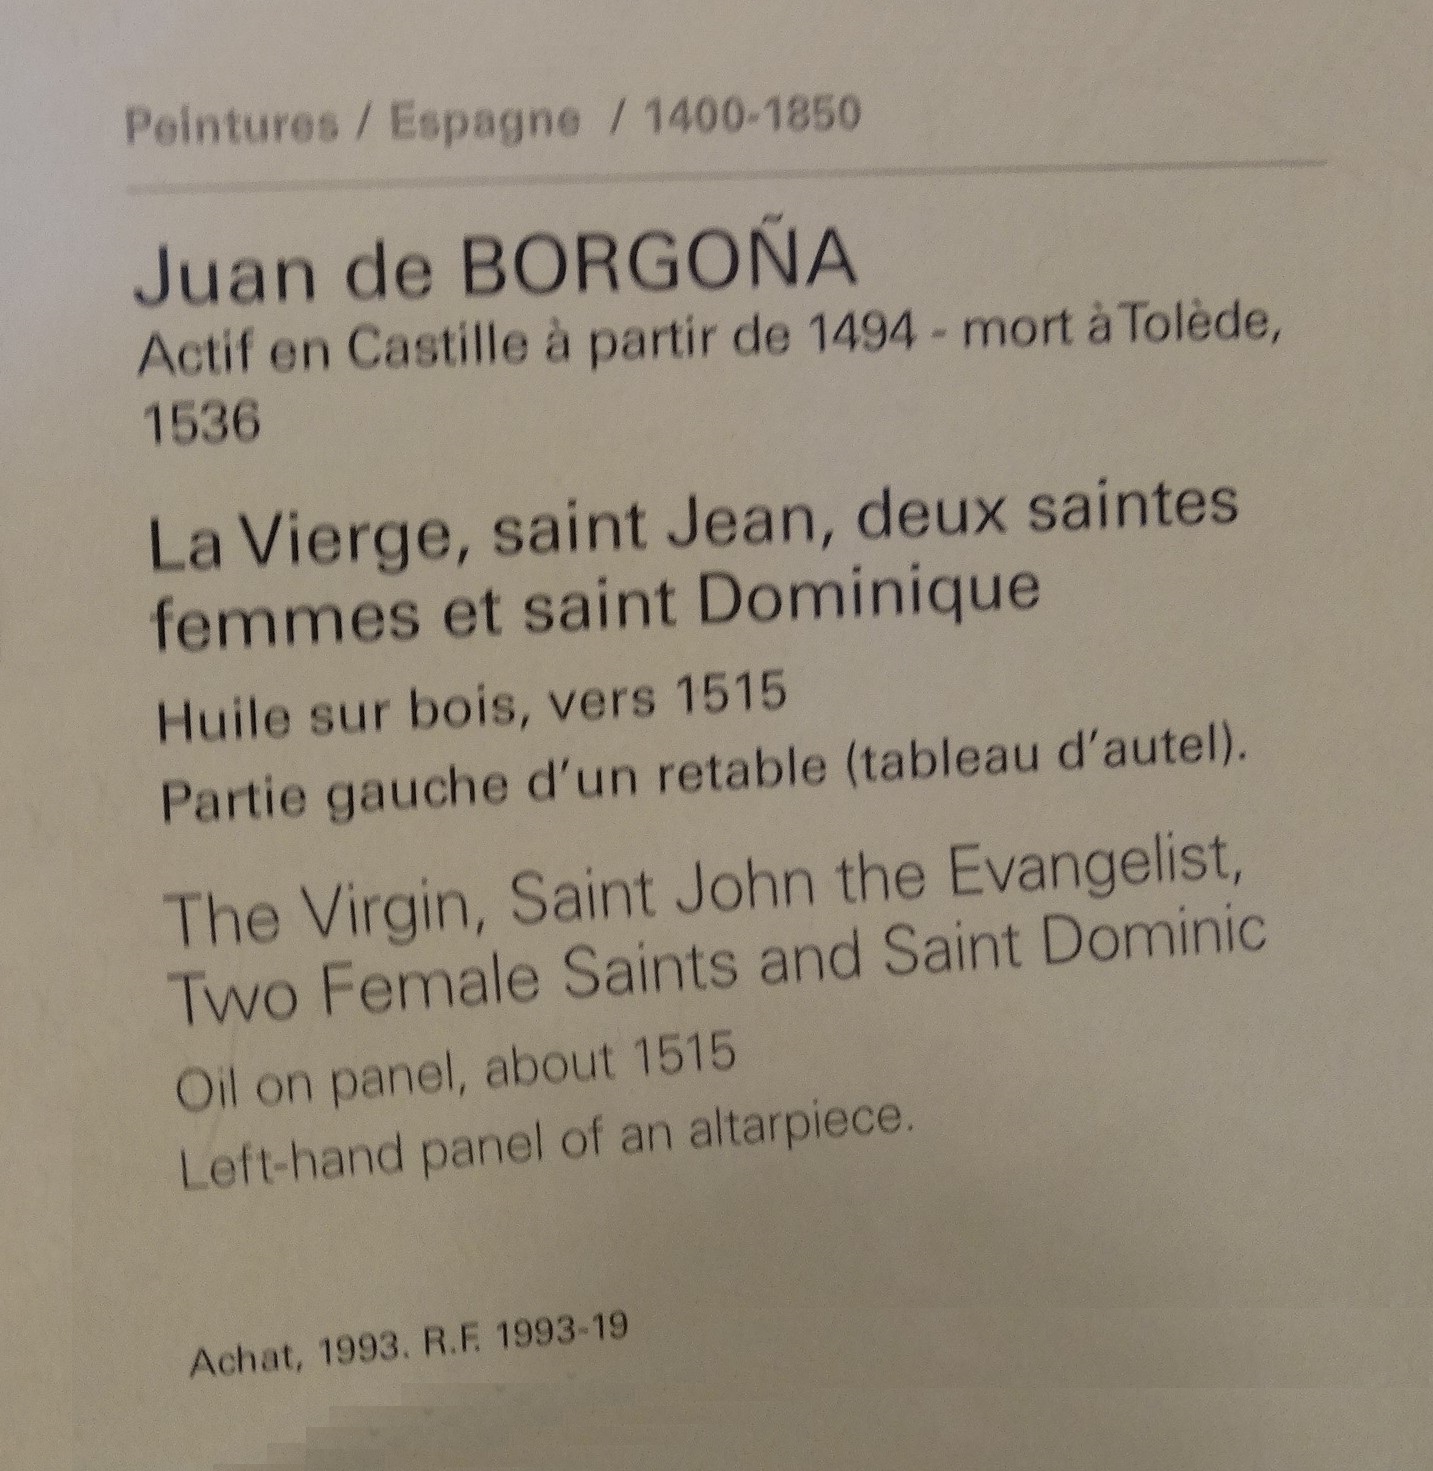 Peintures / Espagne / 1400-1850
Juan de BORGOÑA
Actif en Castille à partir de 1494 - mort à Tolède,
1536
La Vierge, saint Jean, deux saintes
femmes et saint Dominique
Huile sur bois, vers 1515
Partie gauche d'un retable (tableau d'autel).
The Virgin, Saint John the Evangelist,
Two Female Saints and Saint Dominic
Oil on panel, about 1515
Left-hand panel of an altarpiece.
Achat, 1993. R.F. 1993-19